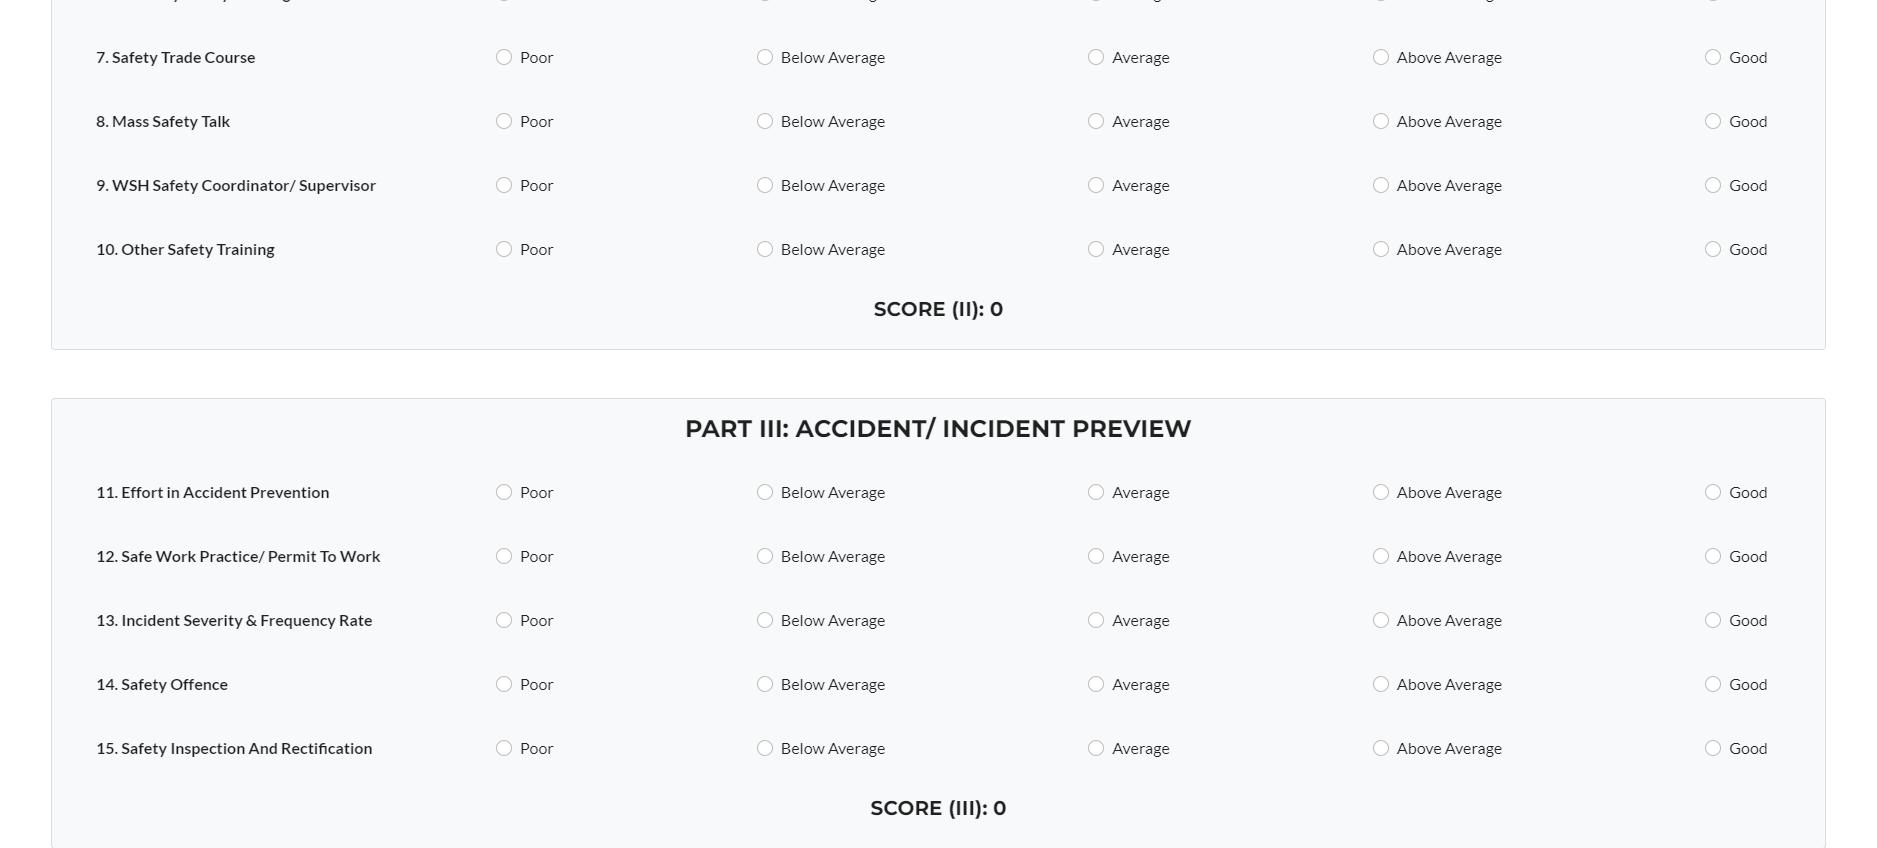 7. Safety Trade Course Poor Below Average Average Above Average Good
8. Mass Safety Talk Poor Below Average Average Above Average Good
9. WSH Safety Coordinator/ Supervisor Poor Below Average Average Above Average Good
10. Other Safety Training Poor Below Average Average Above Average Good
SCORE (II): 0
PART III: ACCIDENT/ INCIDENT PREVIEW
11. Effort in Accident Prevention Poor Below Average Average Above Average Good
12. Safe Work Practice/ Permit To Work Poor Below Average Average Above Average Good
13. Incident Severity & Frequency Rate Poor Below Average Average Above Average Good
14. Safety Offence Poor Below Average Average Above Average Good
15. Safety Inspection And Rectification Poor Below Average Average Above Average Good
SCORE (III): 0